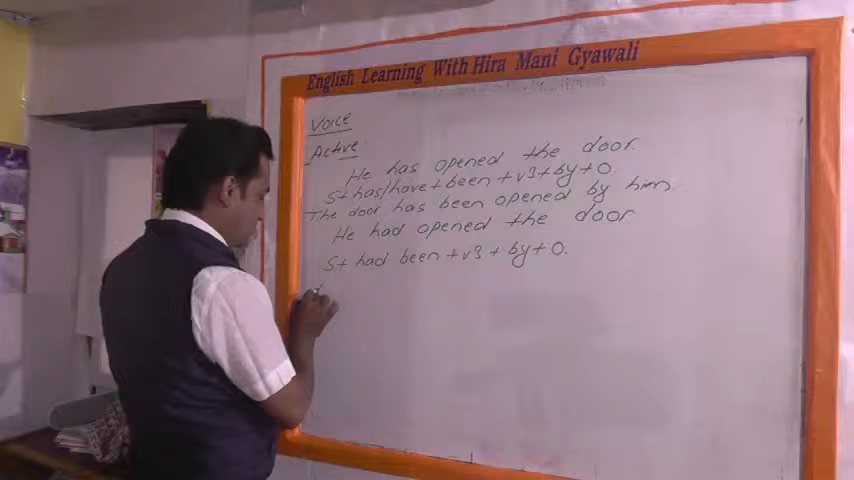 English Learning With Hira Mani Gyawali
Voice
Active
He has opened the door.
S+ has/have + been + v3 + by + O.
The door has been opened by him.
He had opened the door
S+ had been + v3 + by + O.